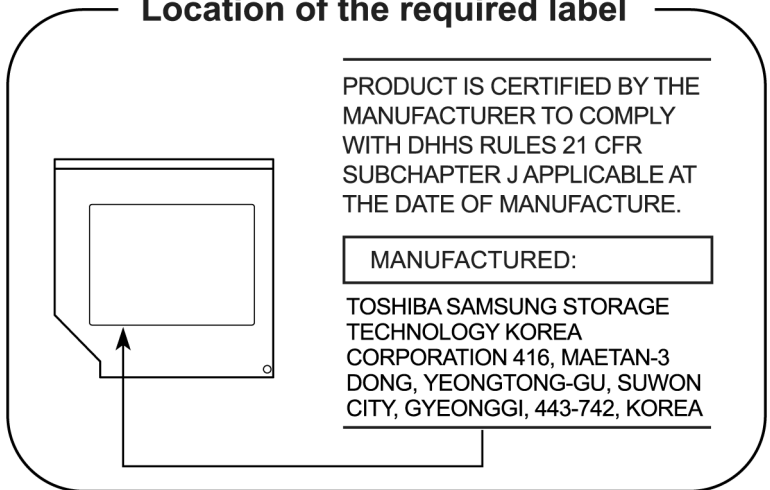 Location of the required label
PRODUCT IS CERTIFIED BY THE
MANUFACTURER TO COMPLY
WITH DHHS RULES 21 CFR
SUBCHAPTER J APPLICABLE AT
THE DATE OF MANUFACTURE.
MANUFACTURED:
TOSHIBA SAMSUNG STORAGE
TECHNOLOGY KOREA
CORPORATION 416, MAETAN-3
DONG, YEONGTONG-GU, SUWON
CITY, GYEONGGI, 443-742, KOREA